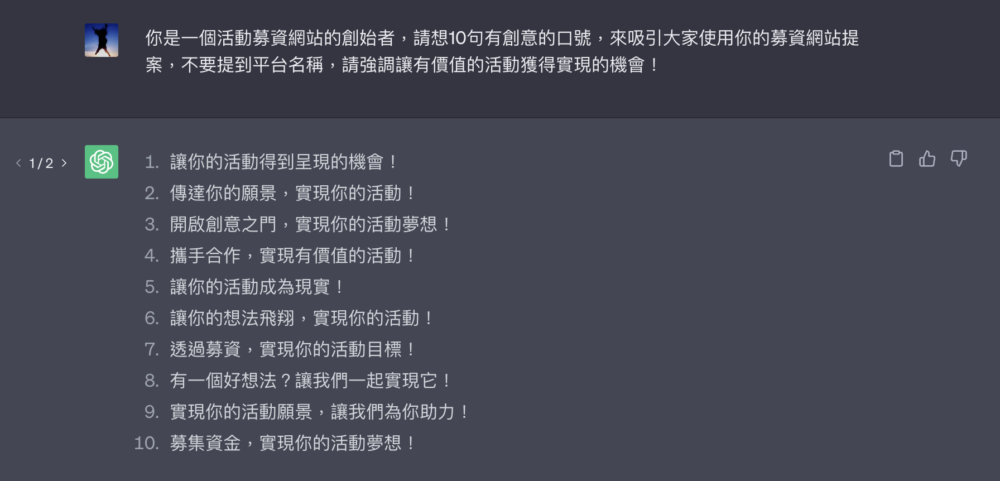 你是一個活動募資網站的創始者，請想10句有創意的口號，來吸引大家使用你的募資網站提
案，不要提到平台名稱，請強調讓有價值的活動獲得實現的機會！
< 1 / 2 >
1. 讓你的活動得到呈現的機會！
2. 傳達你的願景，實現你的活動！
3. 開啟創意之門，實現你的活動夢想！
4. 攜手合作，實現有價值的活動！
5. 讓你的活動成為現實！
6. 讓你的想法飛翔，實現你的活動！
7. 透過募資，實現你的活動目標！
8. 有一個好想法？讓我們一起實現它！
9. 實現你的活動願景，讓我們為你助力！
10. 募集資金，實現你的活動夢想！